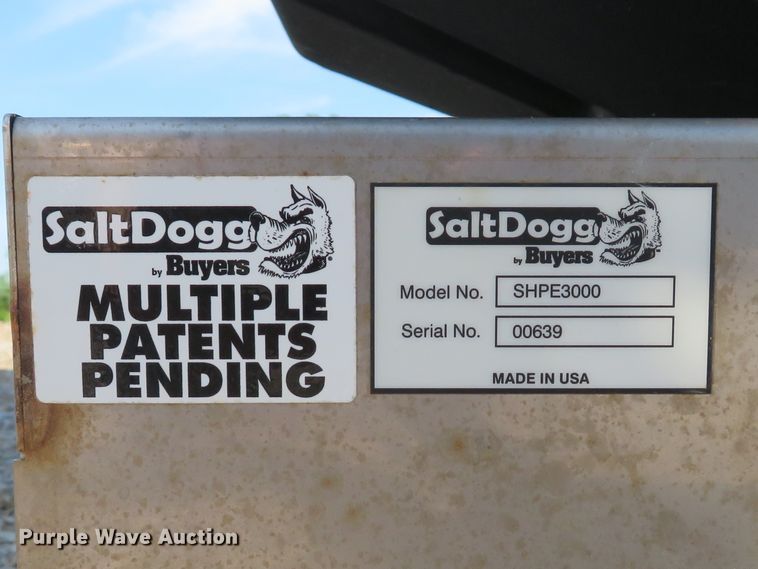 SaltDogg
by Buyers
MULTIPLE
PATENTS
PENDING
SaltDogg
by Buyers
Model No. SHPE3000
Serial No. 00639
MADE IN USA
Purple Wave Auction